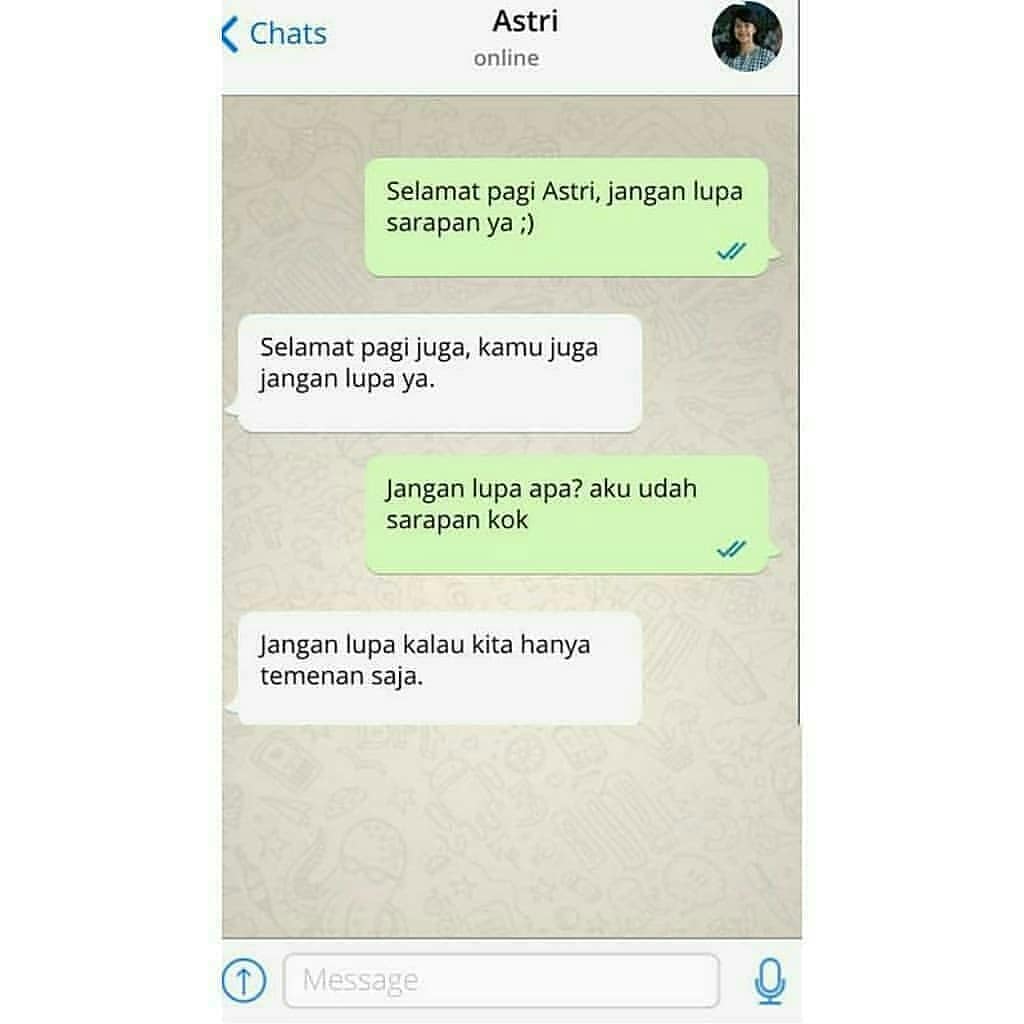 Chats
Astri
online
Selamat pagi Astri, jangan lupa
sarapan ya ;)
Selamat pagi juga, kamu juga
jangan lupa ya.
Jangan lupa apa? aku udah
sarapan kok
Jangan lupa kalau kita hanya
temenan saja.
Message